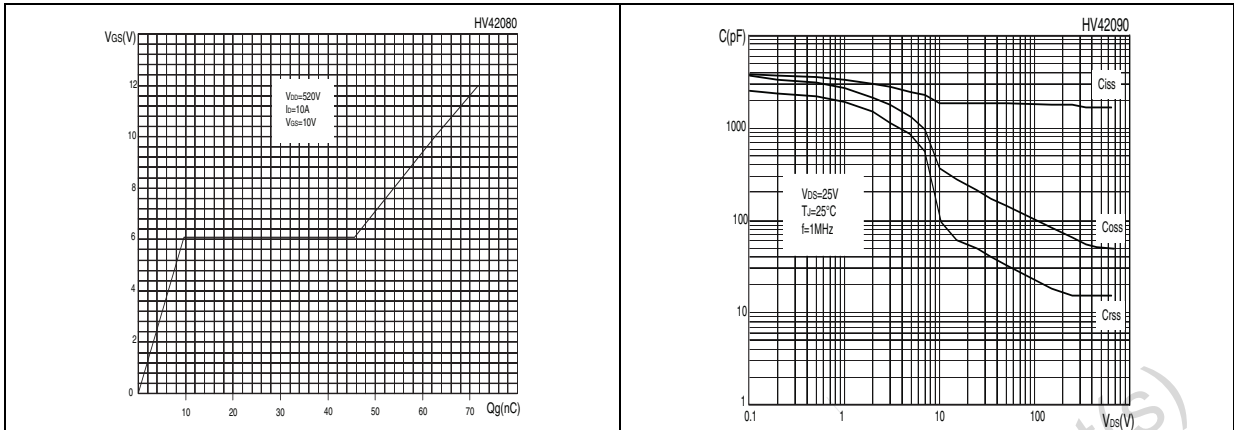 HV42080
VGS(V)
12
10
8
6
4
2
0
VDD=520V
ID=10A
VGS=10V
10 20 30 40 50 60 70 Qg(nC)
HV42090
C(pF)
1000
100
10
1
Ciss
VDS=25V
TJ=25°C
f=1MHz
Coss
Crss
0.1 1 10 100 VDS(V)
t(s)